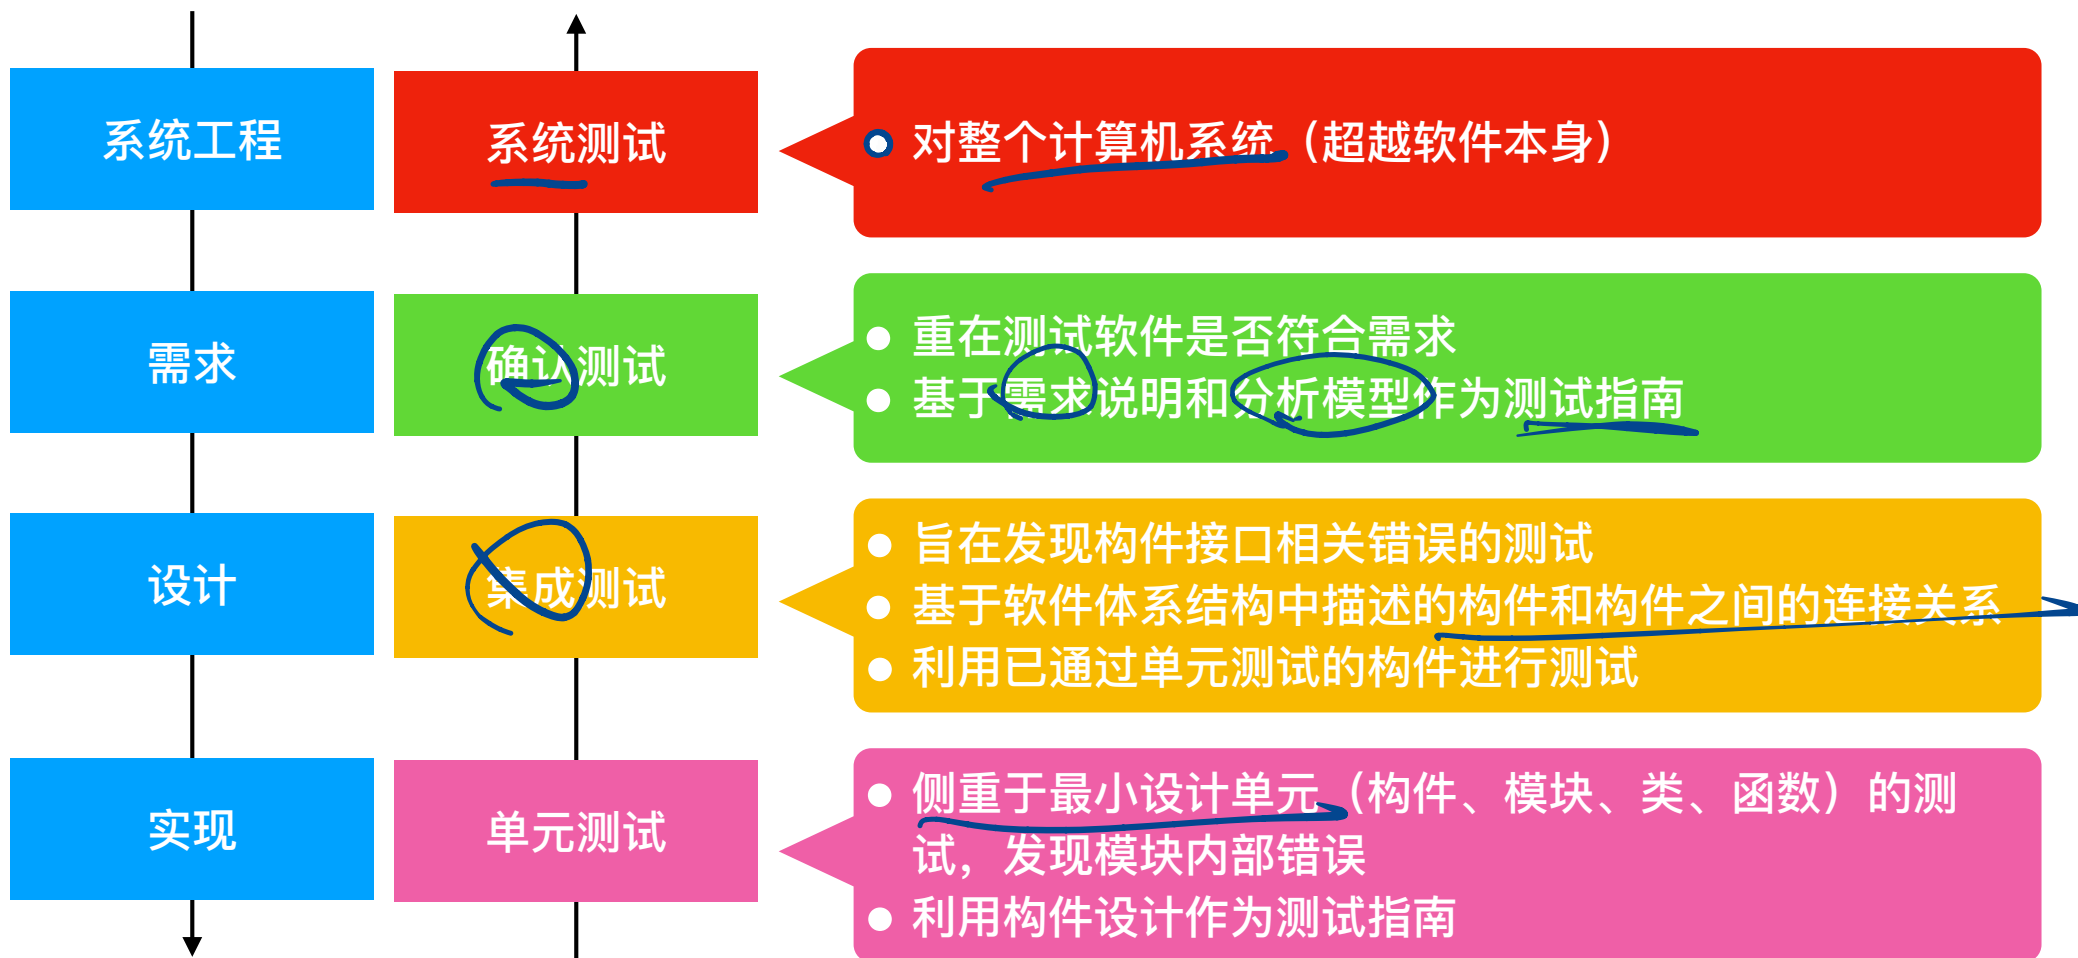 系统工程
系统测试
对整个计算机系统（超越软件本身）
需求
确认测试
重在测试软件是否符合需求
基于需求说明和分析模型作为测试指南
设计
集成测试
旨在发现构件接口相关错误的测试
基于软件体系结构中描述的构件和构件之间的连接关系
利用已通过单元测试的构件进行测试
实现
单元测试
侧重于最小设计单元（构件、模块、类、函数）的测
试，发现模块内部错误
利用构件设计作为测试指南